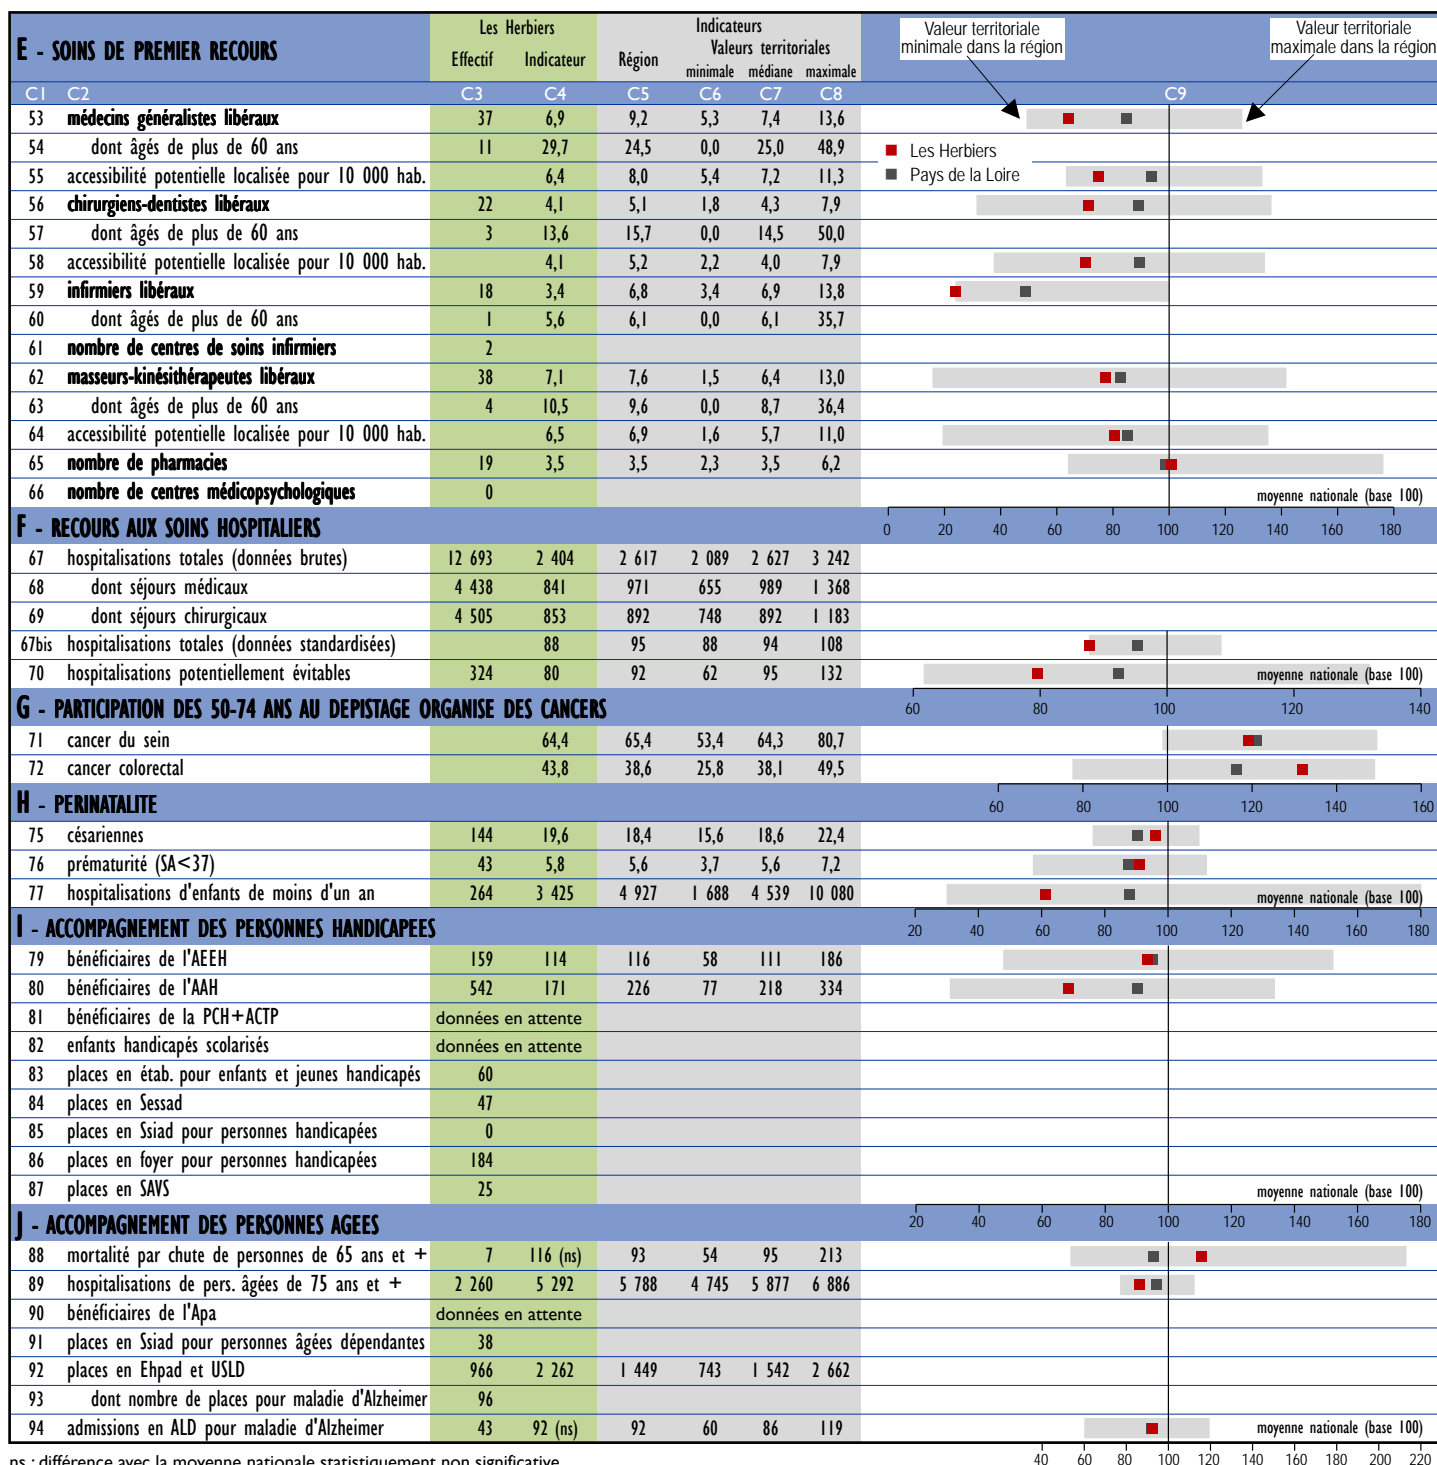 E - SOINS DE PREMIER RECOURS
Les Herbiers
Effectif Indicateur
Indicateurs
Région Valeurs territoriales
minimale médiane maximale
Valeur territoriale
minimale dans la région
Valeur territoriale
maximale dans la région
C1 C2 C3 C4 C5 C6 C7 C8 C9
53 médecins généralistes libéraux 37 6,9 9,2 5,3 7,4 13,6
54 dont âgés de plus de 60 ans 11 29,7 24,5 0,0 25,0 48,9
Les Herbiers
Pays de la Loire
55 accessibilité potentielle localisée pour 10 000 hab. 6,4 8,0 5,4 7,2 11,3
56 chirurgiens-dentistes libéraux 22 4,1 5,1 1,8 4,3 7,9
57 dont âgés de plus de 60 ans 3 13,6 15,7 0,0 14,5 50,0
58 accessibilité potentielle localisée pour 10 000 hab. 4,1 5,2 2,2 4,0 7,9
59 infirmiers libéraux 18 3,4 6,8 3,4 6,9 13,8
60 dont âgés de plus de 60 ans 1 5,6 6,1 0,0 6,1 35,7
61 nombre de centres de soins infirmiers 2
62 masseurs-kinésithérapeutes libéraux 38 7,1 7,6 1,5 6,4 13,0
63 dont âgés de plus de 60 ans 4 10,5 9,6 0,0 8,7 36,4
64 accessibilité potentielle localisée pour 10 000 hab. 6,5 6,9 1,6 5,7 11,0
65 nombre de pharmacies 19 3,5 3,5 2,3 3,5 6,2
66 nombre de centres médicopsychologiques 0 moyenne nationale (base 100)
F - RECOURS AUX SOINS HOSPITALIERS 0 20 40 60 80 100 120 140 160 180
67 hospitalisations totales (données brutes) 12 693 2 404 2 617 2 089 2 627 3 242
68 dont séjours médicaux 4 438 841 971 655 989 1 368
69 dont séjours chirurgicaux 4 505 853 892 748 892 1 183
67bis hospitalisations totales (données standardisées) 88 95 88 94 108
70 hospitalisations potentiellement évitables 324 80 92 62 95 132 moyenne nationale (base 100)
G - PARTICIPATION DES 50-74 ANS AU DEPISTAGE ORGANISE DES CANCERS 60 80 100 120 140
71 cancer du sein 64,4 65,4 53,4 64,3 80,7
72 cancer colorectal 43,8 38,6 25,8 38,1 49,5
H - PERINATALITE 60 80 100 120 140 160
75 césariennes 144 19,6 18,4 15,6 18,6 22,4
76 prématurité (SA<37) 43 5,8 5,6 3,7 5,6 7,2
77 hospitalisations d'enfants de moins d'un an 264 3 425 4 927 1 688 4 539 10 080 moyenne nationale (base 100)
I - ACCOMPAGNEMENT DES PERSONNES HANDICAPEES 20 40 60 80 100 120 140 160 180
79 bénéficiaires de l'AEEH 159 114 116 58 111 186
80 bénéficiaires de l'AAH 542 171 226 77 218 334
81 bénéficiaires de la PCH+ACTP données en attente
82 enfants handicapés scolarisés données en attente
83 places en étab. pour enfants et jeunes handicapés 60
84 places en Sessad 47
85 places en Ssiad pour personnes handicapées 0
86 places en foyer pour personnes handicapées 184
87 places en SAVS 25 moyenne nationale (base 100)
J - ACCOMPAGNEMENT DES PERSONNES AGEES 20 40 60 80 100 120 140 160 180
88 mortalité par chute de personnes de 65 ans et + 7 116 (ns) 93 54 95 213
89 hospitalisations de pers. âgées de 75 ans et + 2 260 5 292 5 788 4 745 5 877 6 886
90 bénéficiaires de l'Apa données en attente
91 places en Ssiad pour personnes âgées dépendantes 38
92 places en Ehpad et USLD 966 2 262 1 449 743 1 542 2 662
93 dont nombre de places pour maladie d'Alzheimer 96
94 admissions en ALD pour maladie d'Alzheimer 43 92 (ns) 92 60 86 119 moyenne nationale (base 100)
40 60 80 100 120 140 160 180 200 220
ns : différence avec la moyenne nationale statistiquement non significative